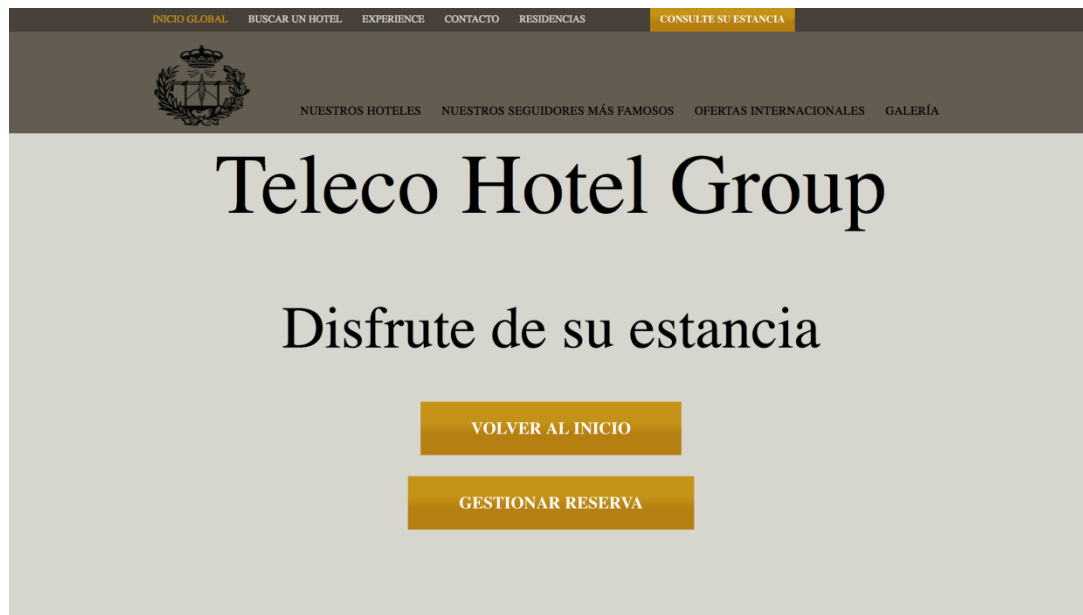 INICIO GLOBAL BUSCAR UN HOTEL EXPERIENCE CONTACTO RESIDENCIAS CONSULTE SU ESTANCIA
NUESTROS HOTELES NUESTROS SEGUIDORES MÁS FAMOSOS OFERTAS INTERNACIONALES GALERÍA
Teleco Hotel Group
Disfrute de su estancia
VOLVER AL INICIO
GESTIONAR RESERVA